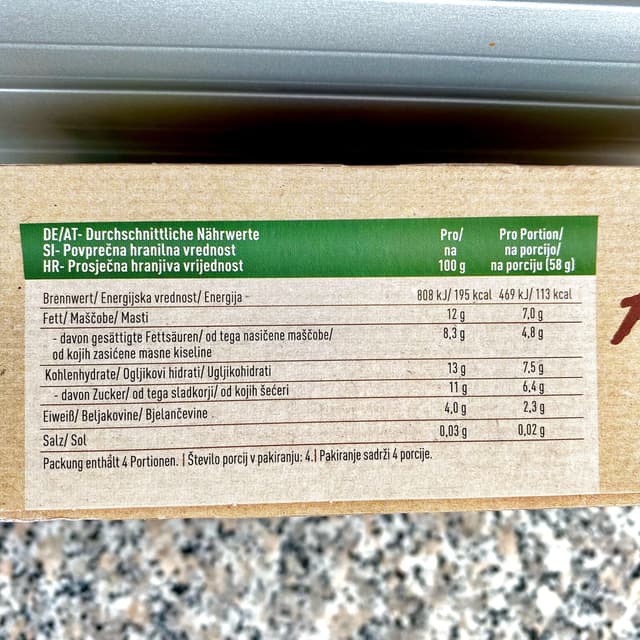 DE/AT- Durchschnittliche Nährwerte
SI- Povprečna hranilna vrednost
HR- Prosječna hranjiva vrijednost
Pro/
na
100 g
Pro Portion/
na porcijo/
na porciju (58 g)
Brennwert/ Energijska vrednost/ Energija - 808 kJ/ 195 kcal 469 kJ/ 113 kcal
Fett/ Maščobe/ Masti 12 g 7,0 g
- davon gesättigte Fettsäuren/ od tega nasičene maščobe/ 8,3 g 4,8 g
od kojih zasićene masne kiseline
Kohlenhydrate/ Ogljikovi hidrati/ Ugljikohidrati 13 g 7,5 g
- davon Zucker/ od tega sladkorji/ od kojih šećeri 11 g 6,4 g
Eiweiß/ Beljakovine/ Bjelančevine 4,0 g 2,3 g
Salz/ Sol 0,03 g 0,02 g
Packung enthält 4 Portionen. | Število porcij v pakiranju: 4.| Pakiranje sadrži 4 porcije.